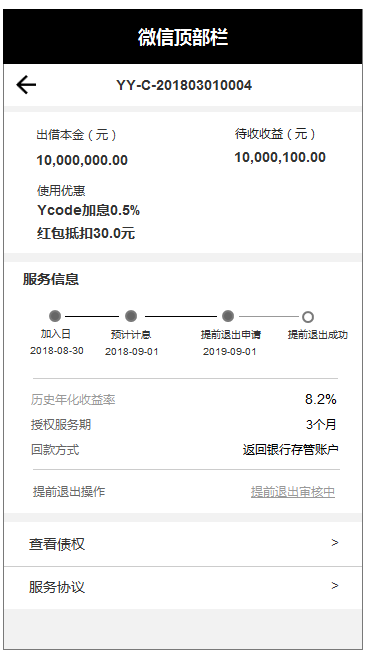 微信顶部栏
YY-C-201803010004
出借本金（元） 待收收益（元）
10,000,000.00 10,000,100.00
使用优惠
Ycode加息0.5%
红包抵扣30.0元
服务信息
加入日 预计计息 提前退出申请 提前退出成功
2018-08-30 2018-09-01 2019-09-01
历史年化收益率 8.2%
授权服务期 3个月
回款方式 返回银行存管账户
提前退出操作 提前退出审核中
查看债权 >
服务协议 >